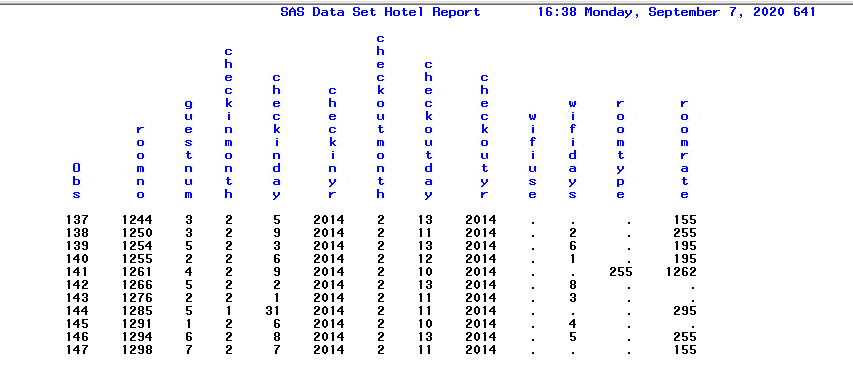 SAS Data Set Hotel Report 16:38 Monday, September 7, 2020 641
Obs roomno guestnum checkinmonth checkinday checkinyr checkoutmonth checkoutday checkoutyr wifiuse wifidays roomtype roomrate
137 1244 3 2 5 2014 2 13 2014 . . . 155
138 1250 3 2 9 2014 2 11 2014 . 2 . 255
139 1254 5 2 3 2014 2 13 2014 . 6 . 195
140 1255 2 2 6 2014 2 12 2014 . 1 . 195
141 1261 4 2 9 2014 2 10 2014 . . 255 1262
142 1266 5 2 2 2014 2 13 2014 . 8 . .
143 1276 2 2 1 2014 2 11 2014 . 3 . .
144 1285 5 1 31 2014 2 11 2014 . . . 295
145 1291 1 2 6 2014 2 10 2014 . 4 . .
146 1294 6 2 8 2014 2 13 2014 . 5 . 255
147 1298 7 2 7 2014 2 11 2014 . . . 155